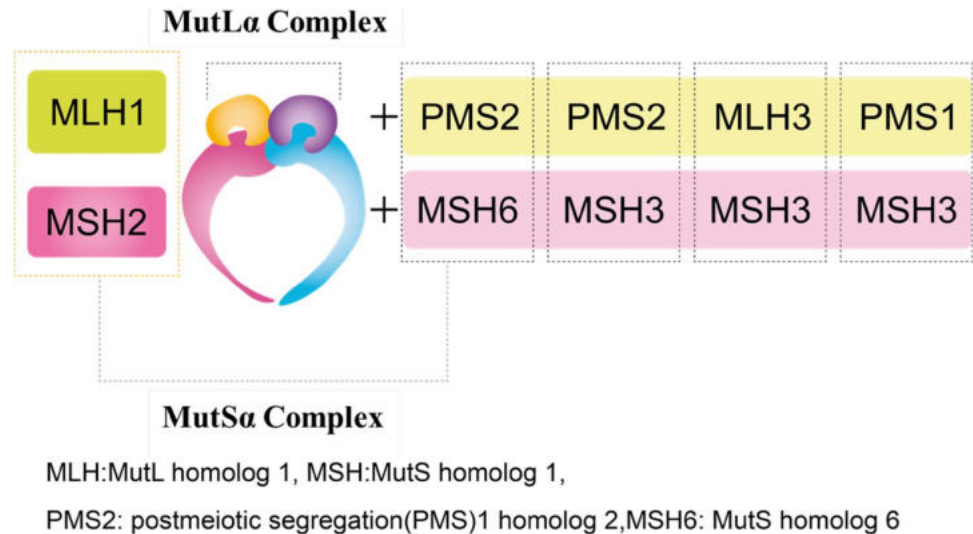 MutLα Complex
MLH1
+ PMS2 PMS2 MLH3 PMS1
MSH2
+ MSH6 MSH3 MSH3 MSH3
MutSα Complex
MLH:MutL homolog 1, MSH:MutS homolog 1,
PMS2: postmeiotic segregation(PMS)1 homolog 2,MSH6: MutS homolog 6